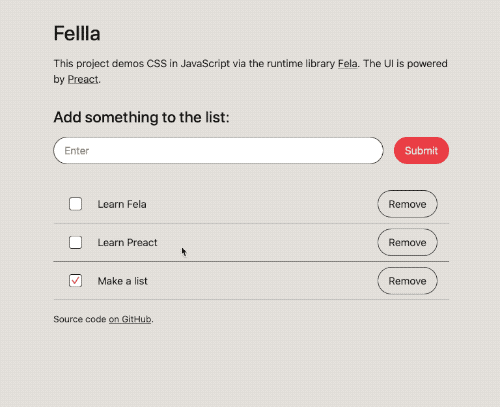 Fellla
This project demos CSS in JavaScript via the runtime library Fela. The UI is powered
by Preact.
Add something to the list:
Enter
Submit
Learn Fela
Remove
Learn Preact
Remove
Make a list
Remove
Source code on GitHub.